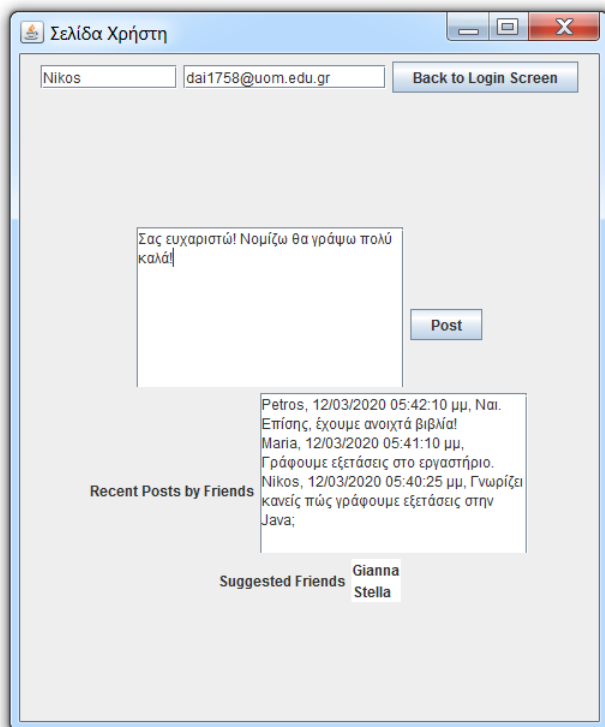 Σελίδα Χρήστη
Nikos dai1758@uom.edu.gr Back to Login Screen
Σας ευχαριστώ! Νομίζω θα γράψω πολύ
καλά!
Post
Petros, 12/03/2020 05:42:10 μμ, Ναι.
Επίσης, έχουμε ανοιχτά βιβλία!
Maria, 12/03/2020 05:41:10 μμ,
Γράφουμε εξετάσεις στο εργαστήριο.
Recent Posts by Friends
Nikos, 12/03/2020 05:40:25 μμ, Γνωρίζει
κανείς πώς γράφουμε εξετάσεις στην
Java;
Suggested Friends
Gianna
Stella